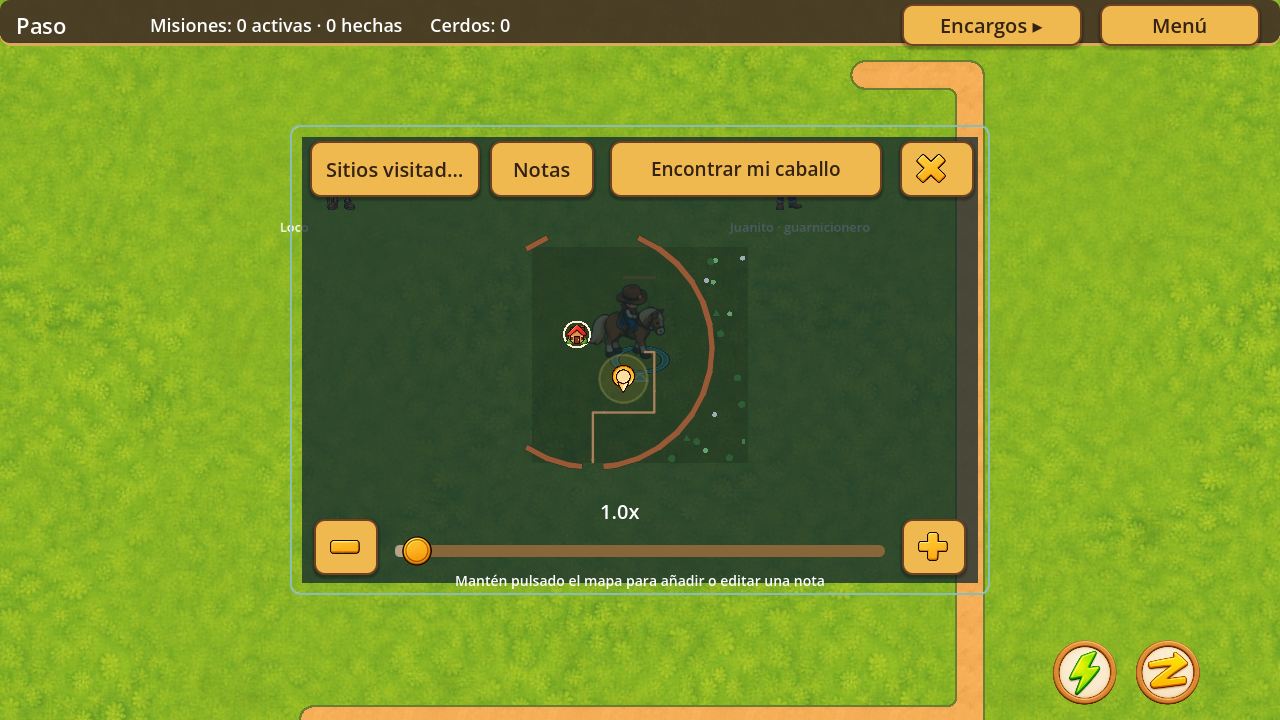 Paso
Misiones: 0 activas · 0 hechas
Cerdos: 0
Encargos ▸
Menú
Sitios visitad...
Notas
Encontrar mi caballo
Loco
Juanito · guarnicionero
1.0x
Mantén pulsado el mapa para añadir o editar una nota